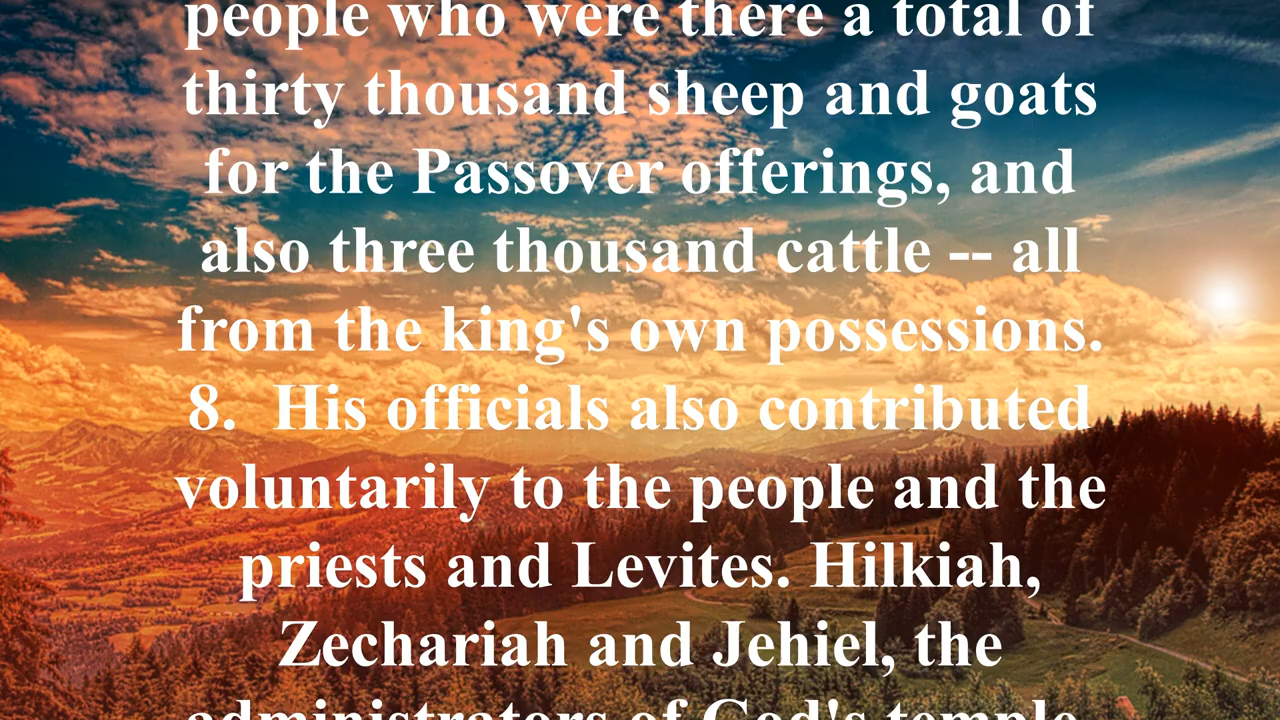 people who were there a total of
thirty thousand sheep and goats
for the Passover offerings, and
also three thousand cattle -- all
from the king's own possessions.
8.  His officials also contributed
voluntarily to the people and the
priests and Levites. Hilkiah,
Zechariah and Jehiel, the
administrators of God's temple,